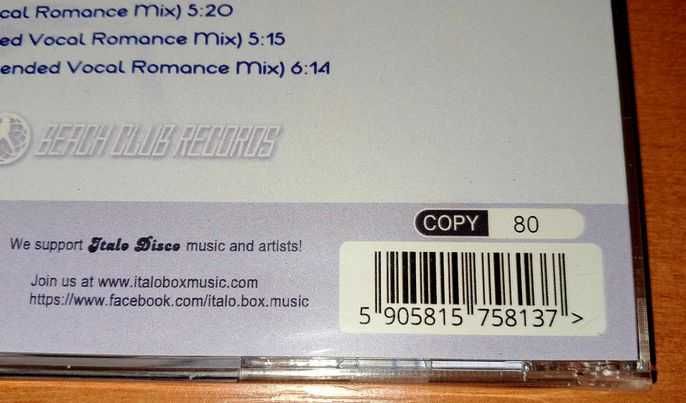 cal Romance Mix) 5:20
ed Vocal Romance Mix) 5:15
ended Vocal Romance Mix) 6:14
BEACH CLUB RECORDS
COPY 80
We support Italo Disco music and artists!
Join us at www.italoboxmusic.com
https://www.facebook.com/italo.box.music
5 905815 758137 >